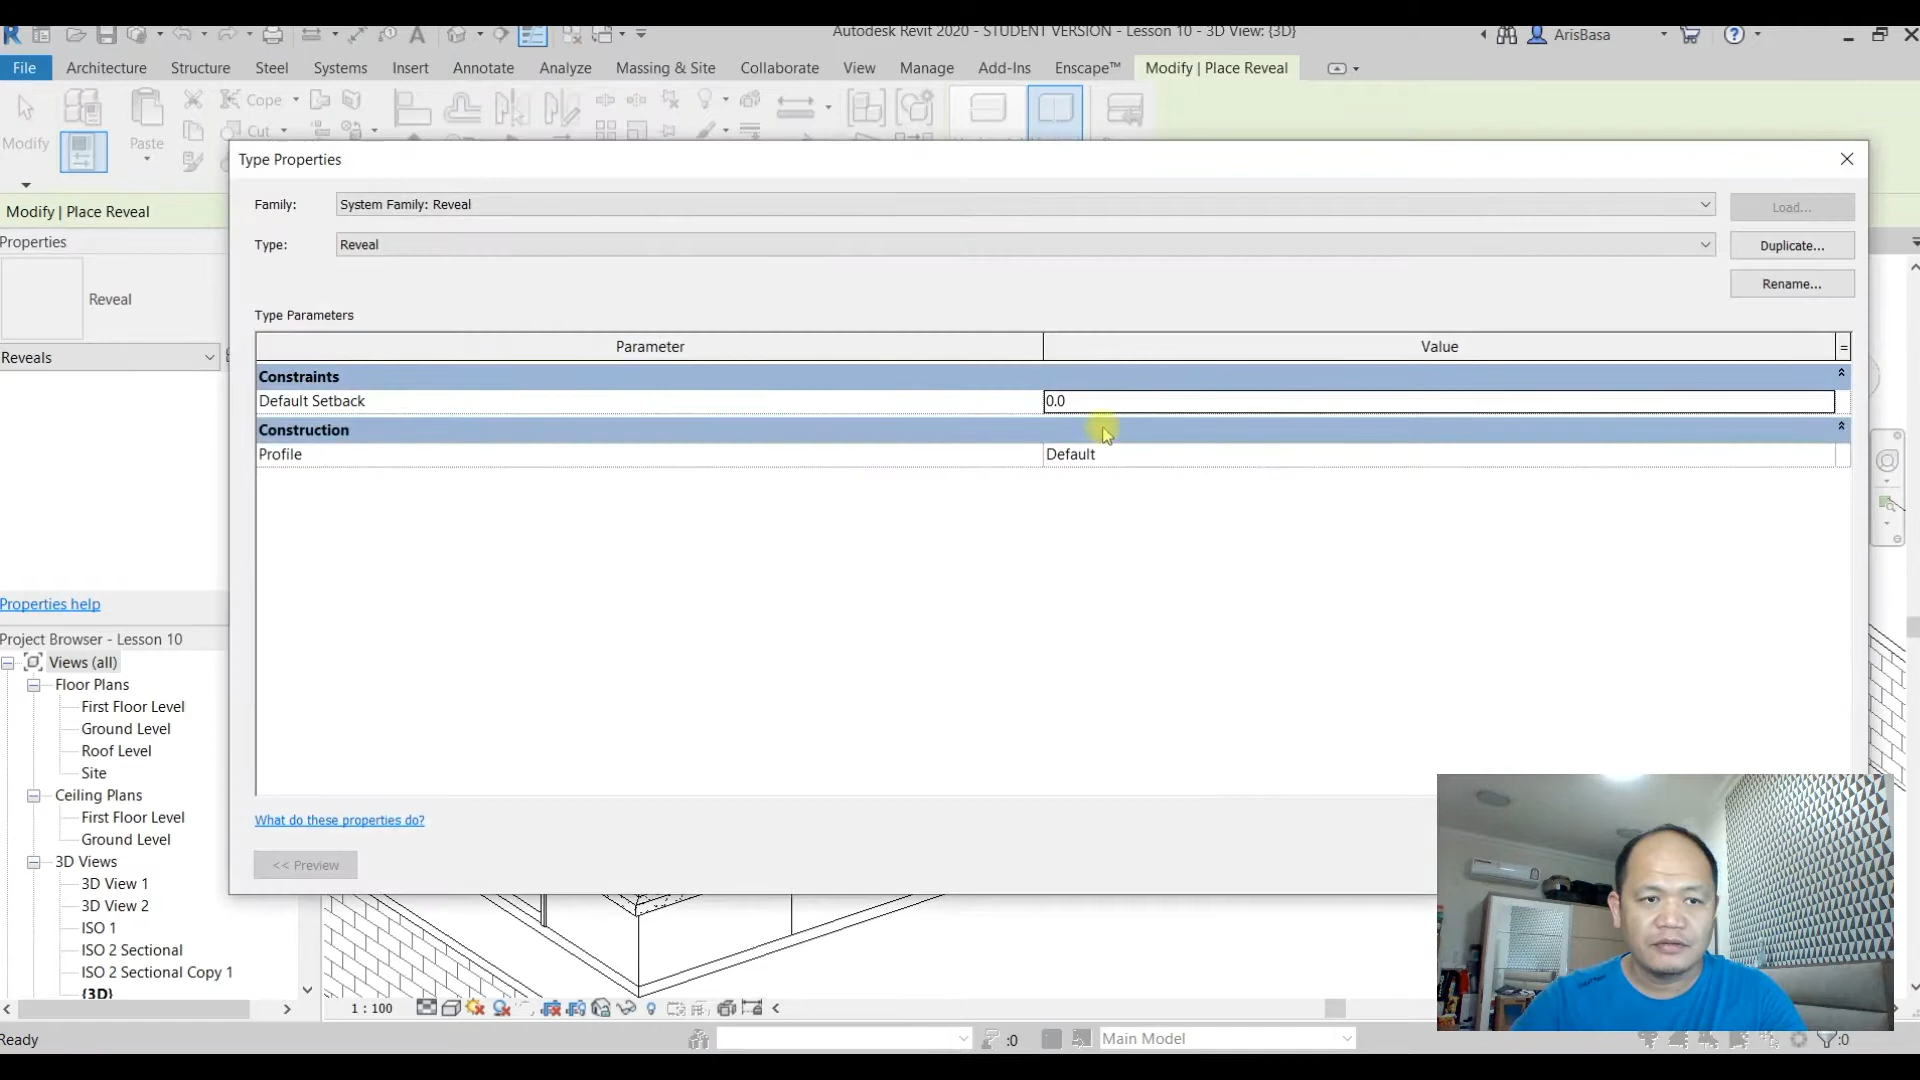 Autodesk Revit 2020 - STUDENT VERSION - Lesson 10 - 3D View: {3D}
ArisBasa
File Architecture Structure Steel Systems Insert Annotate Analyze Massing & Site Collaborate View Manage Add-Ins Enscape™ Modify | Place Reveal
Modify
Paste
Cope
Cut
Type Properties
Modify | Place Reveal
Properties
Reveal
Reveals
Family: System Family: Reveal Load...
Type: Reveal Duplicate...
Rename...
Type Parameters
Parameter Value =
Constraints
Default Setback 0.0
Construction
Profile Default
What do these properties do?
<< Preview
Properties help
Project Browser - Lesson 10
Views (all)
Floor Plans
First Floor Level
Ground Level
Roof Level
Site
Ceiling Plans
First Floor Level
Ground Level
3D Views
3D View 1
3D View 2
ISO 1
ISO 2 Sectional
ISO 2 Sectional Copy 1
{3D}
1 : 100
Ready
:0
Main Model
:0